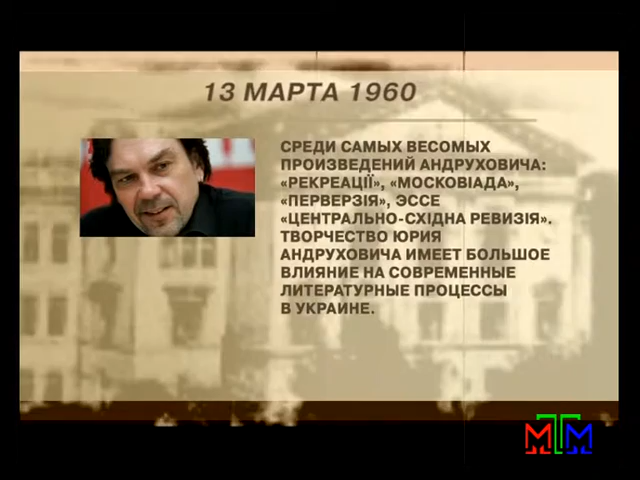 13 МАРТА 1960
СРЕДИ САМЫХ ВЕСОМЫХ
ПРОИЗВЕДЕНИЙ АНДРУХОВИЧА:
«РЕКРЕАЦІЇ», «МОСКОВІАДА»,
«ПЕРВЕРЗІЯ», ЭССЕ
«ЦЕНТРАЛЬНО-СХІДНА РЕВИЗІЯ».
ТВОРЧЕСТВО ЮРИЯ
АНДРУХОВИЧА ИМЕЕТ БОЛЬШОЕ
ВЛИЯНИЕ НА СОВРЕМЕННЫЕ
ЛИТЕРАТУРНЫЕ ПРОЦЕССЫ
В УКРАИНЕ.
МТМ